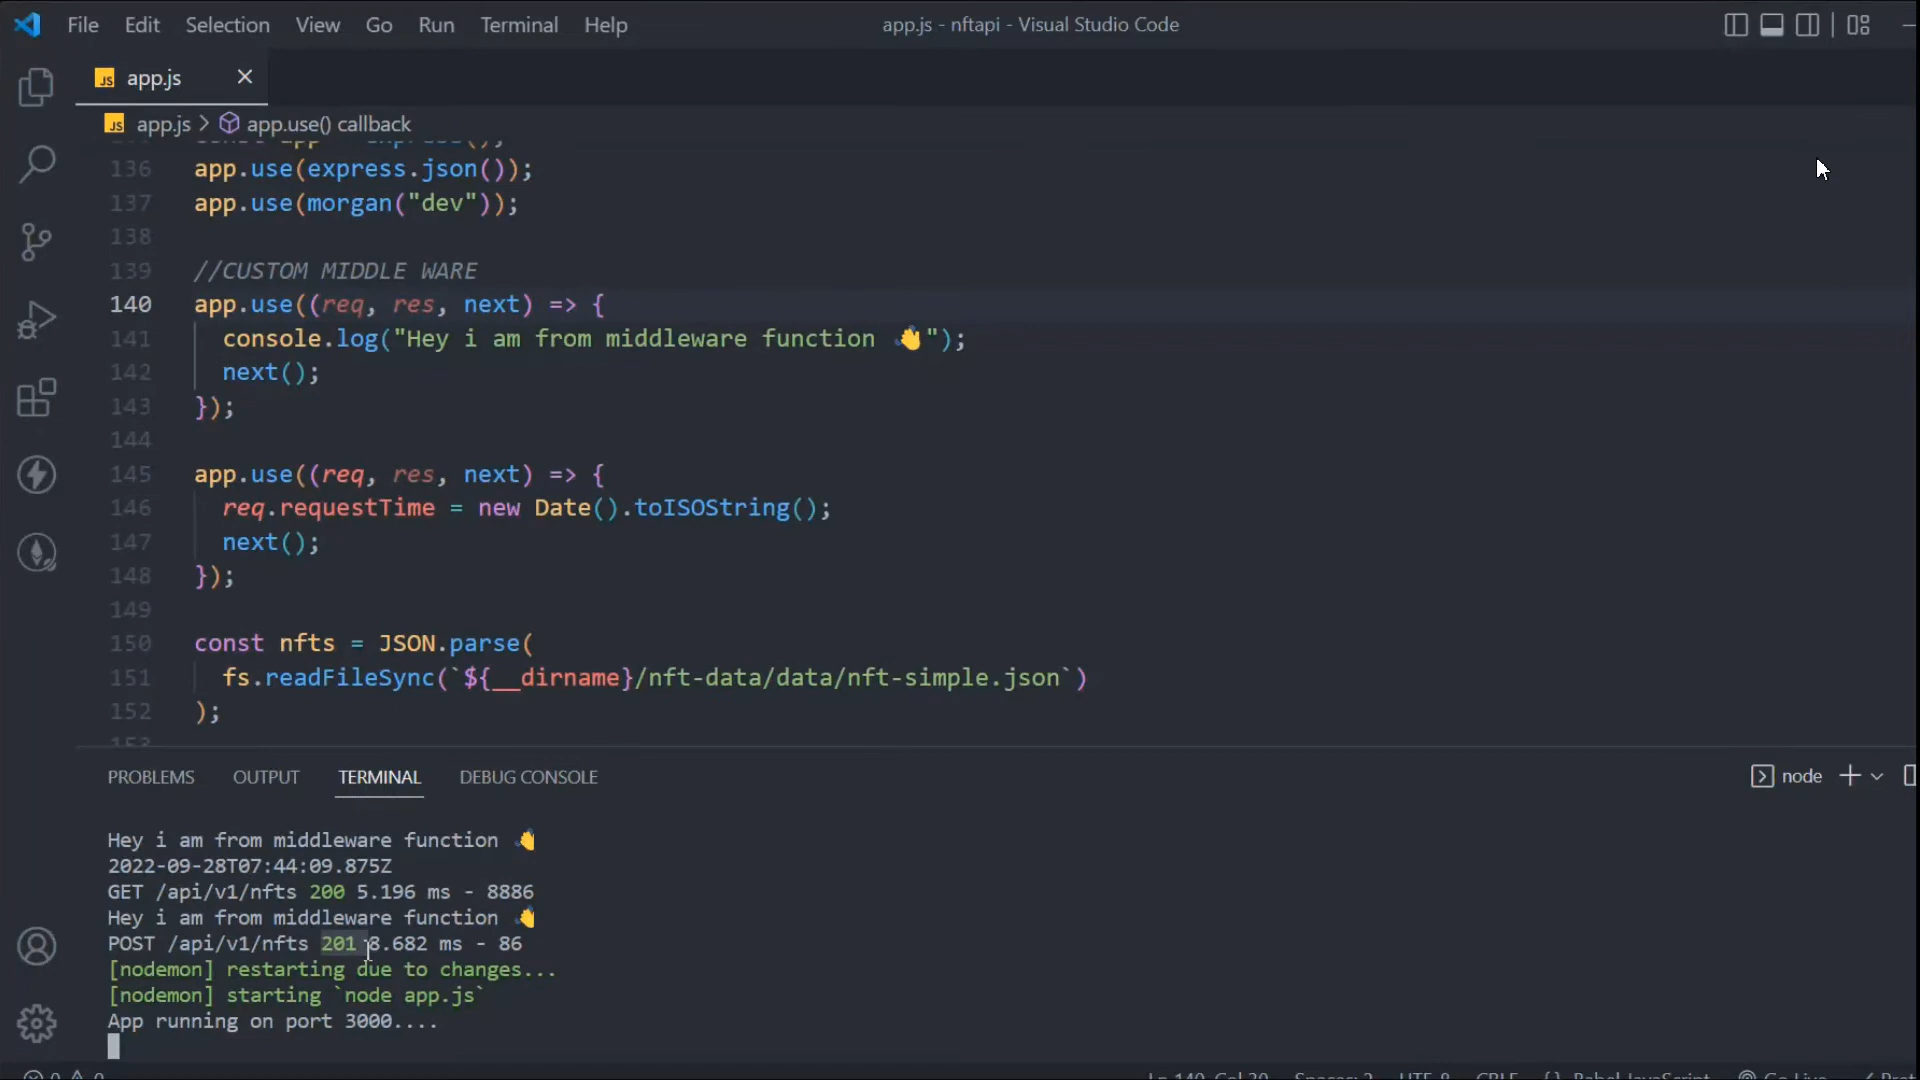 File Edit Selection View Go Run Terminal Help app.js - nftapi - Visual Studio Code
JS app.js
JS app.js > app.use() callback
136 app.use(express.json());
137 app.use(morgan("dev"));
138
139 //CUSTOM MIDDLE WARE
140 app.use((req, res, next) => {
141 console.log("Hey i am from middleware function 👋");
142 next();
143 });
144
145 app.use((req, res, next) => {
146 req.requestTime = new Date().toISOString();
147 next();
148 });
149
150 const nfts = JSON.parse(
151 fs.readFileSync(`${__dirname}/nft-data/data/nft-simple.json`)
152 );
153
PROBLEMS OUTPUT TERMINAL DEBUG CONSOLE node
Hey i am from middleware function 👋
2022-09-28T07:44:09.875Z
GET /api/v1/nfts 200 5.196 ms - 8886
Hey i am from middleware function 👋
POST /api/v1/nfts 201 8.682 ms - 86
[nodemon] restarting due to changes...
[nodemon] starting `node app.js`
App running on port 3000....